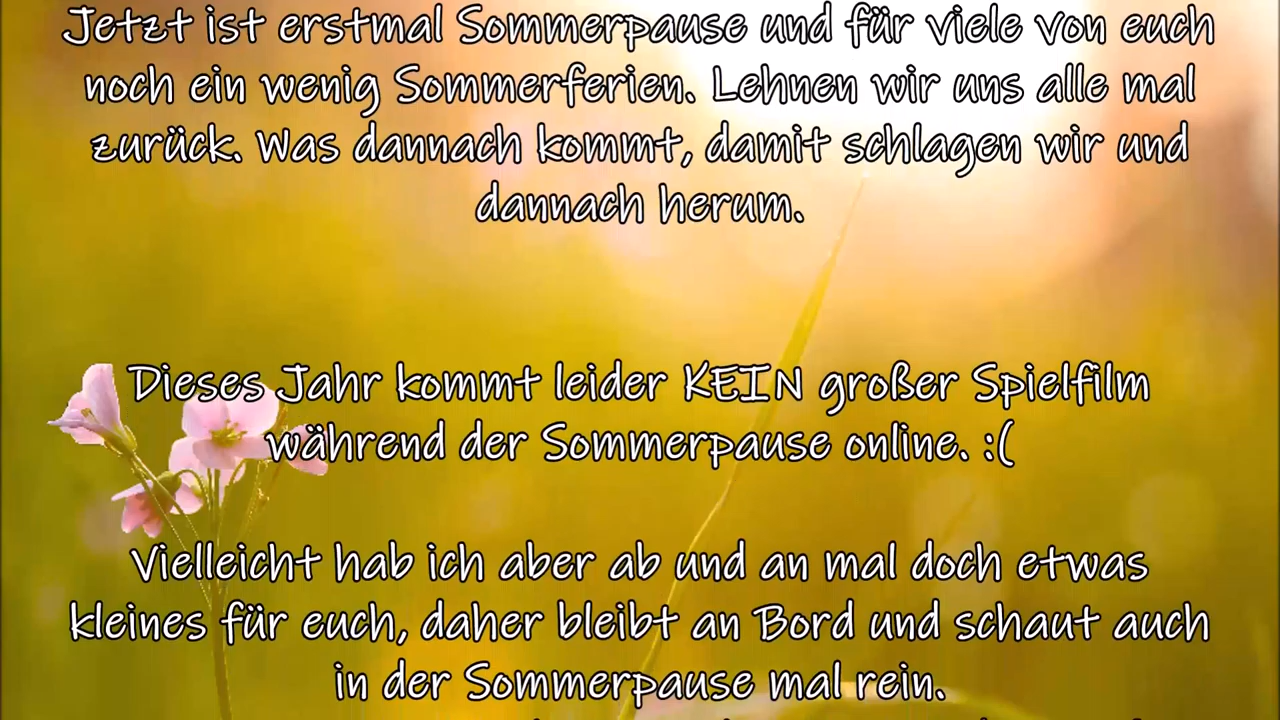 Jetzt ist erstmal Sommerpause und für viele von euch
noch ein wenig Sommerferien. Lehnen wir uns alle mal
zurück. Was dannach kommt, damit schlagen wir und
dannach herum.
Dieses Jahr kommt leider KEIN großer Spielfilm
während der Sommerpause online. :(
Vielleicht hab ich aber ab und an mal doch etwas
kleines für euch, daher bleibt an Bord und schaut auch
in der Sommerpause mal rein.